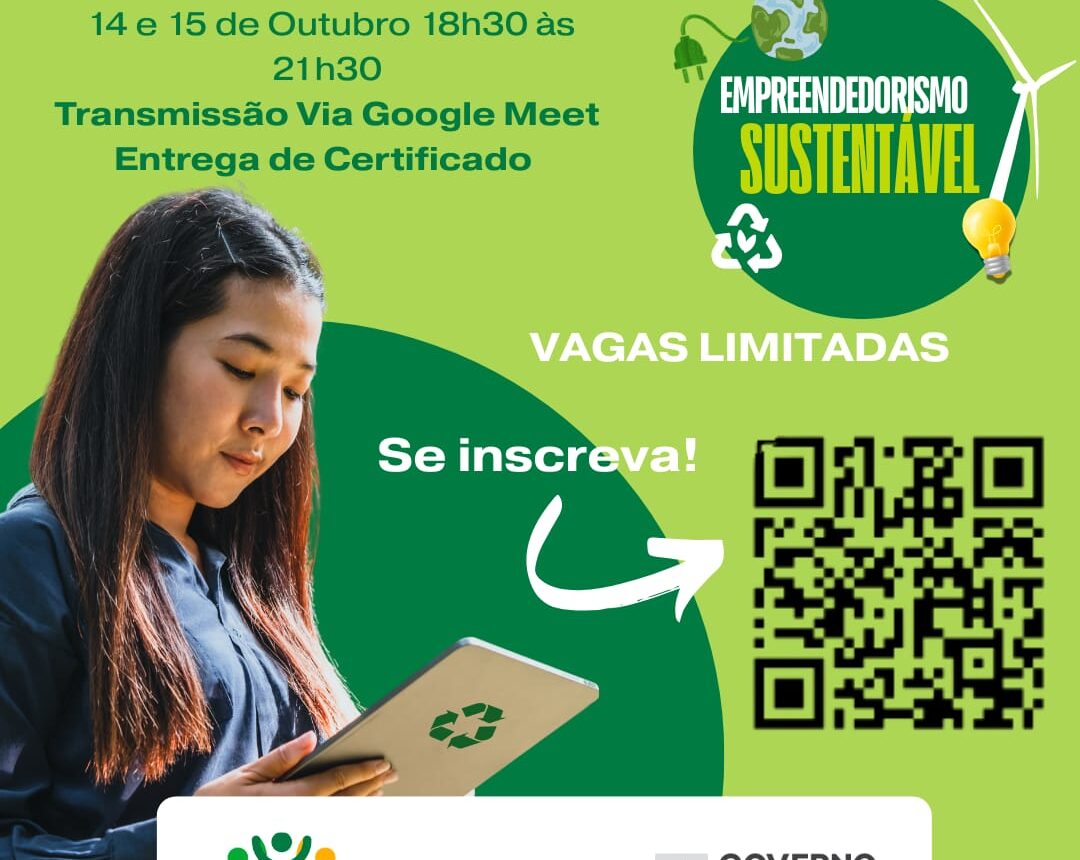 14 e 15 de Outubro 18h30 às
21h30
Transmissão Via Google Meet
Entrega de Certificado
EMPREENDEDORISMO
SUSTENTÁVEL
VAGAS LIMITADAS
Se inscreva!
GOVERNO